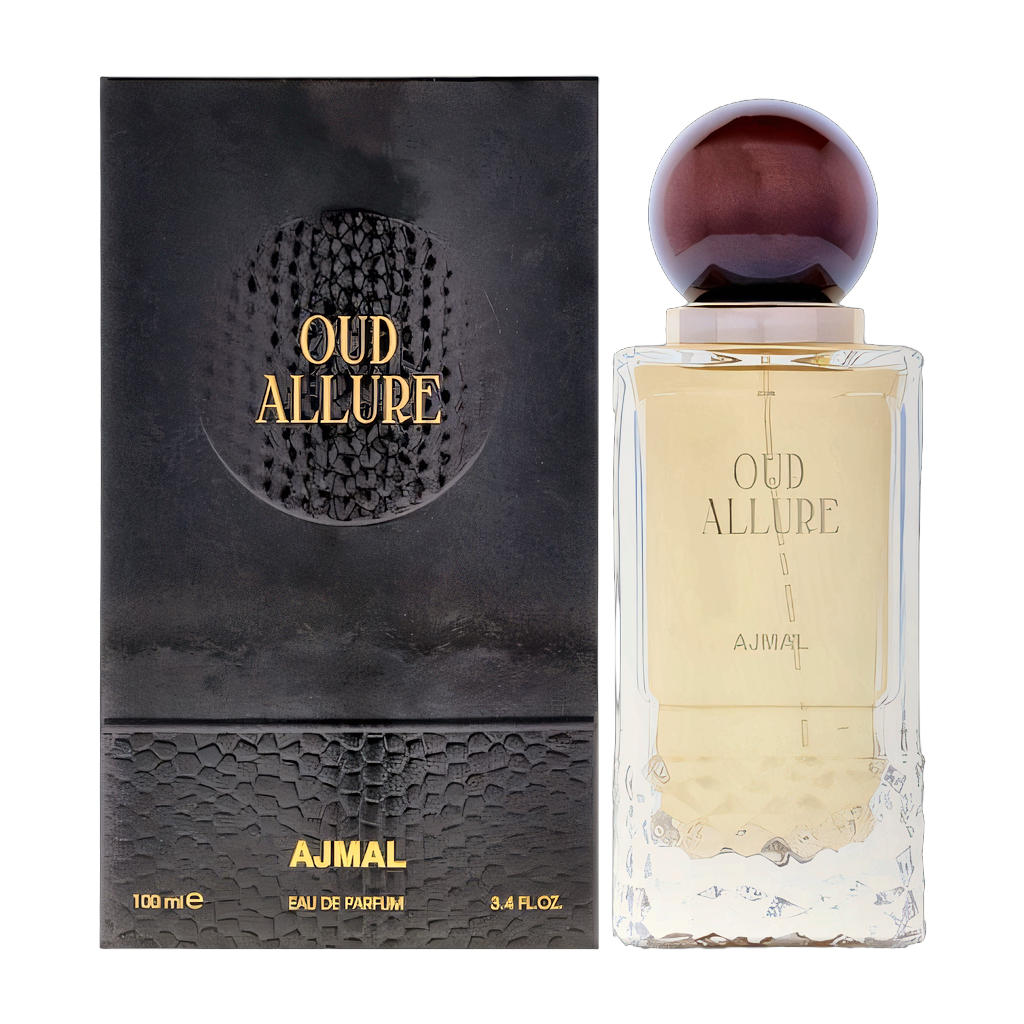 OUD
ALLURE
AJMAL
100 ml e
EAU DE PARFUM
3.4 FL.OZ.
OUD
ALLURE
AJMAL